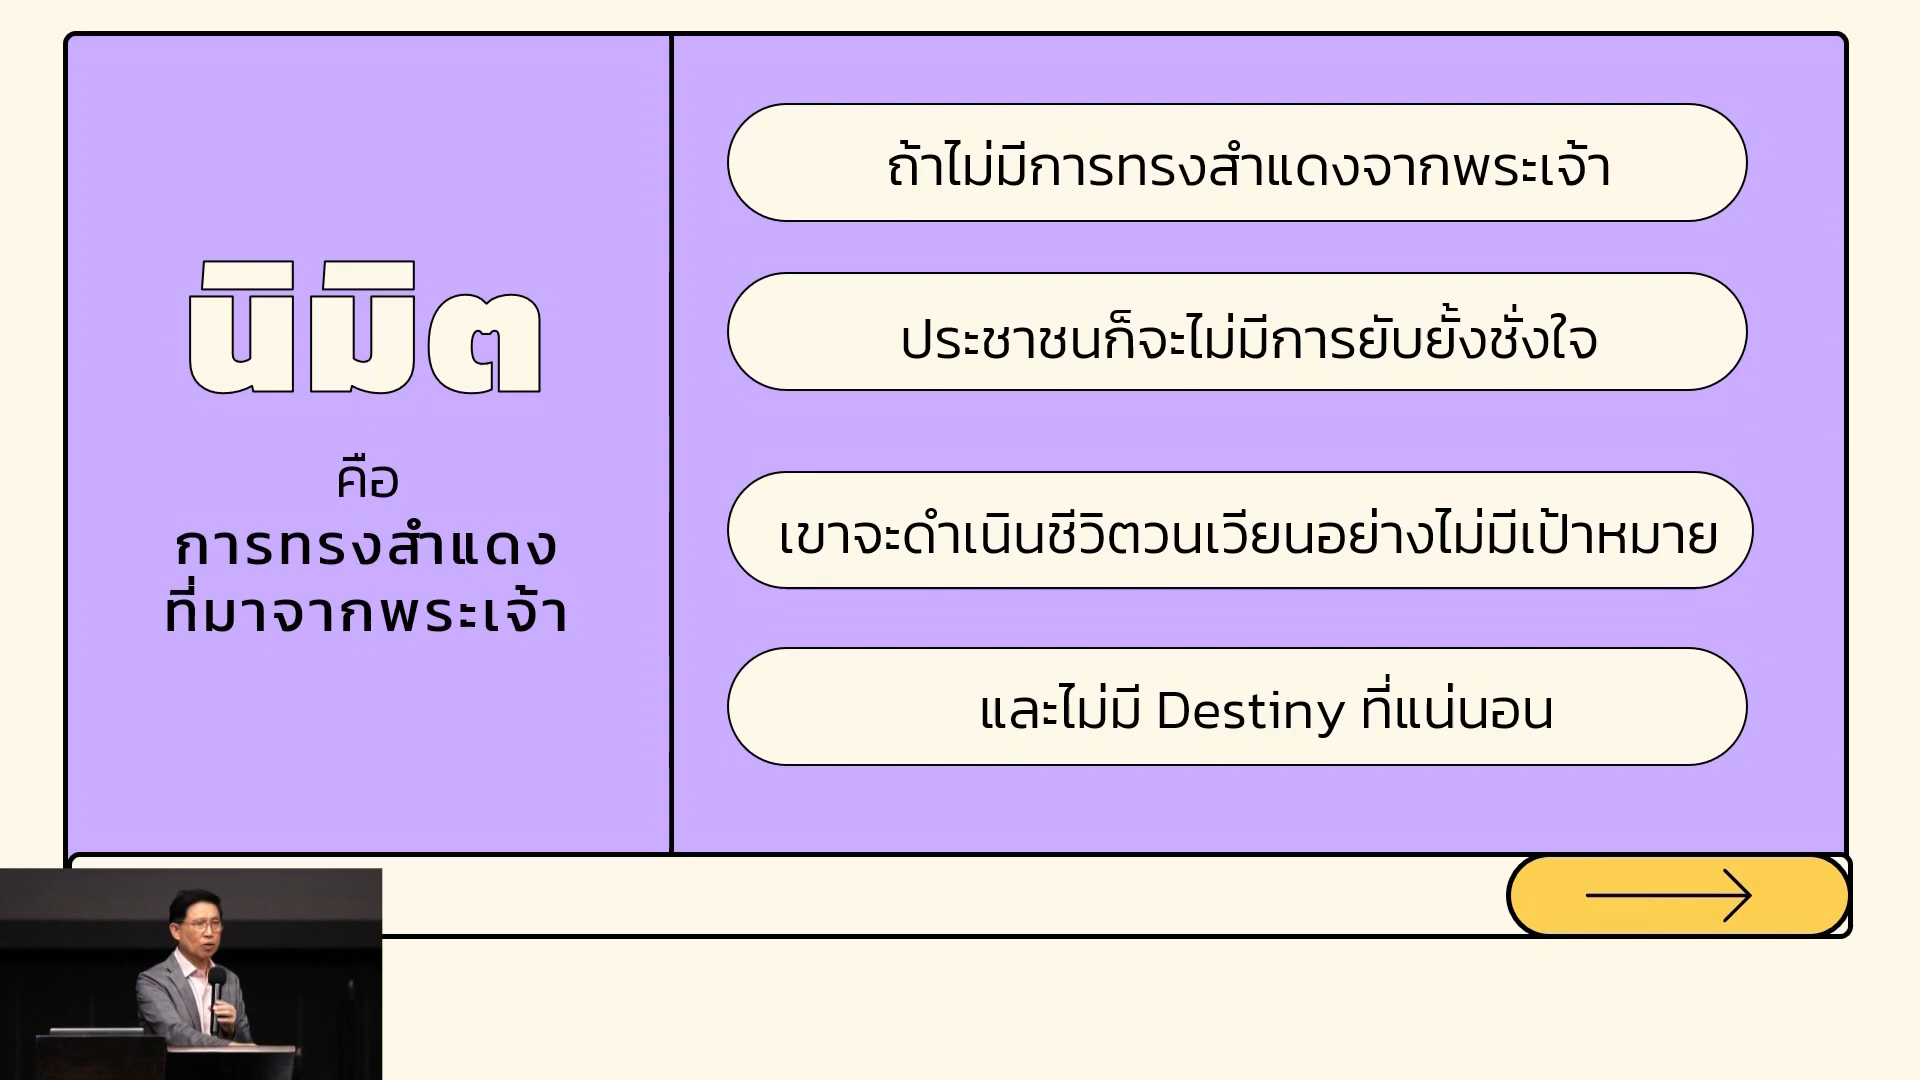 นิมิต
คือ
การทรงสำแดง
ที่มาจากพระเจ้า
ถ้าไม่มีการทรงสำแดงจากพระเจ้า
ประชาชนก็จะไม่มีการยับยั้งชั่งใจ
เขาจะดำเนินชีวิตวนเวียนอย่างไม่มีเป้าหมาย
และไม่มี Destiny ที่แน่นอน